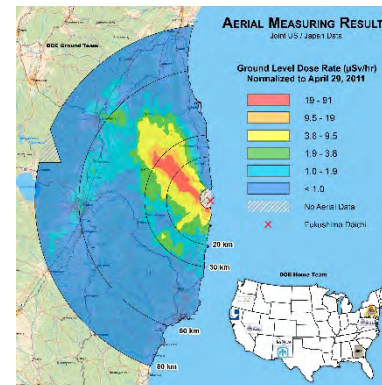 AERIAL MEASURING RESULT
Joint US / Japan Data
DOE Ground Team
Ground Level Dose Rate (µSv/hr)
Normalized to April 29, 2011
19 - 91
9.5 - 19
3.8 - 9.5
1.9 - 3.8
1.0 - 1.9
< 1.0
No Aerial Data
Fukushima Daiichi
20 km
30 km
60 km
80 km
DOE Home Team